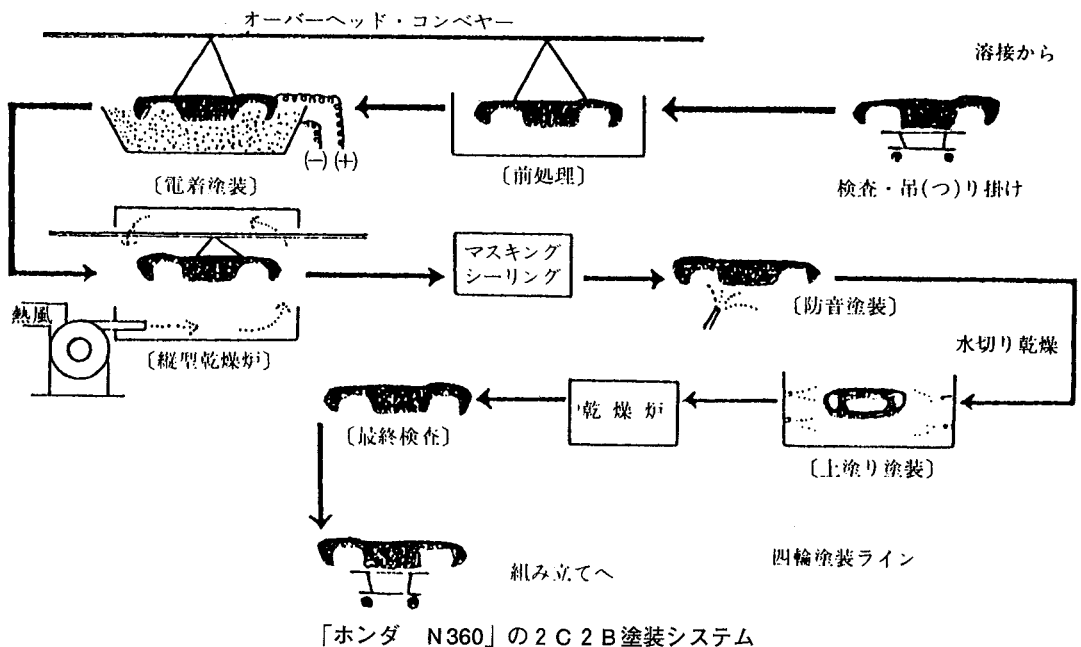 オーバーヘッド・コンベヤー
溶接から
検査・吊(つ)り掛け
〔前処理〕
(−) (+)
〔電着塗装〕
熱風
〔縦型乾燥炉〕
マスキング
シーリング
〔防音塗装〕
水切り乾燥
〔上塗り塗装〕
乾 燥 炉
〔最終検査〕
組み立てへ
四輪塗装ライン
「ホンダ　N360」の2C2B塗装システム